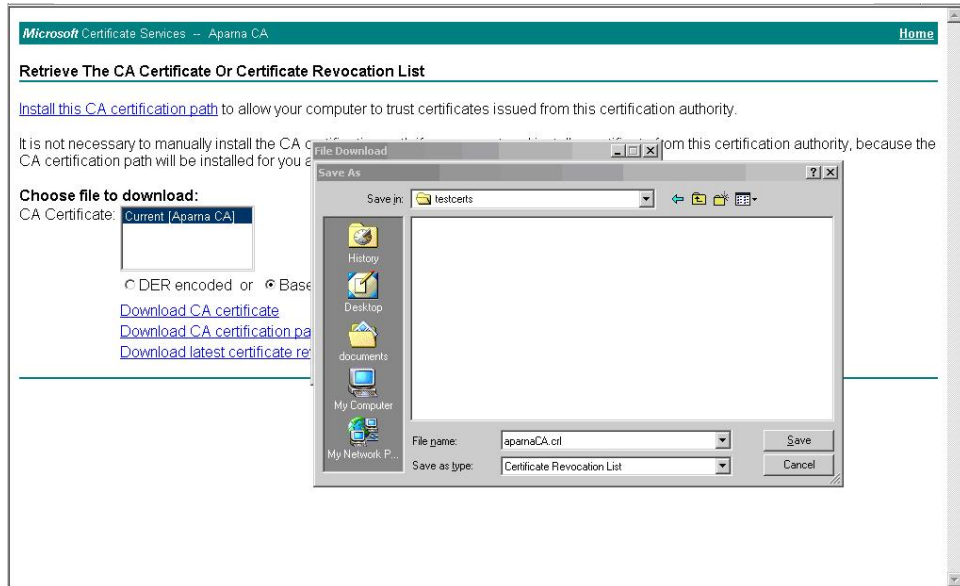 Microsoft Certificate Services -- Aparna CA Home
Retrieve The CA Certificate Or Certificate Revocation List
Install this CA certification path to allow your computer to trust certificates issued from this certification authority.
It is not necessary to manually install the CA from this certification authority, because the
CA certification path will be installed for you
Choose file to download:
CA Certificate: Current [Aparna CA]
DER encoded or Base
Download CA certificate
Download CA certification pa
Download latest certificate re
File Download
Save As
Save in: testcerts
History
Desktop
documents
My Computer
My Network P...
File name: aparnaCA.crl Save
Save as type: Certificate Revocation List Cancel